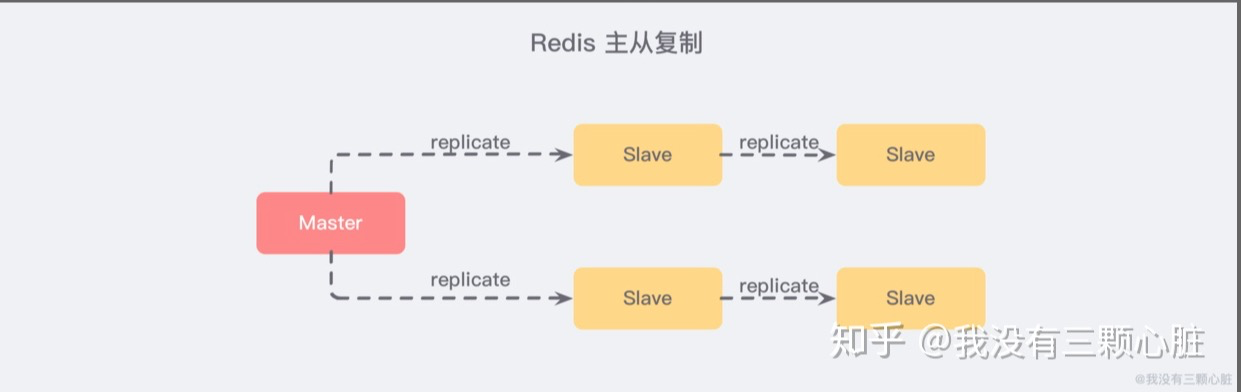 Redis 主从复制
replicate
Slave
replicate
Slave
Master
replicate
Slave
replicate
Slave
知乎 @我没有三颗心脏
@我没有三颗心脏